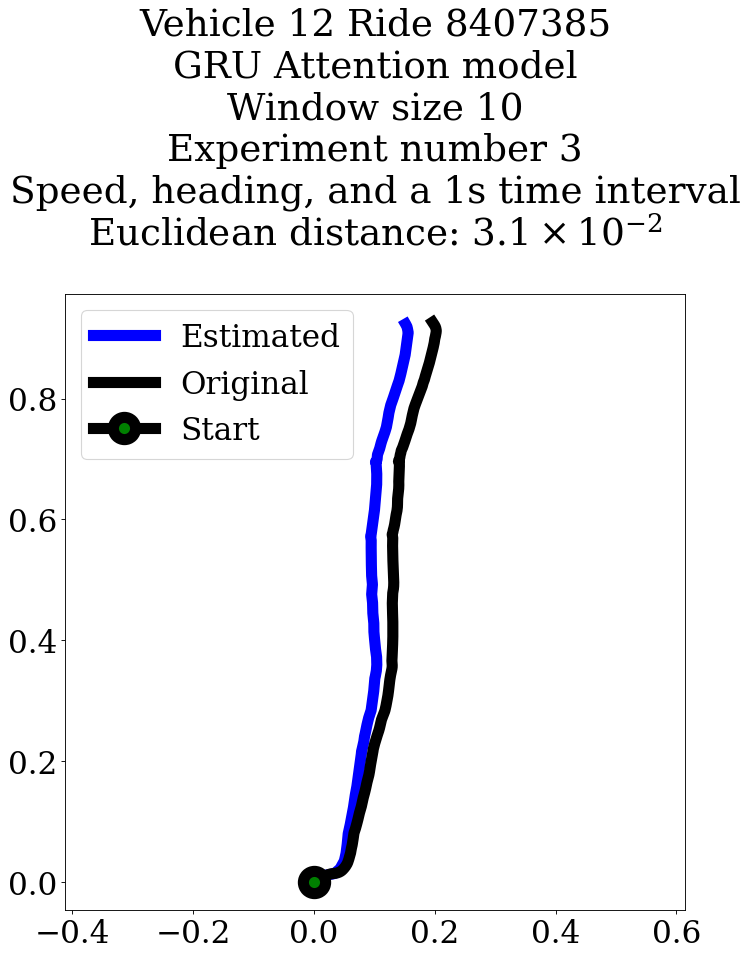 Vehicle 12 Ride 8407385
GRU Attention model
Window size 10
Experiment number 3
Speed, heading, and a 1s time interval
Euclidean distance: 3.1 × 10⁻²
Estimated
Original
Start
0.8
0.6
0.4
0.2
0.0
−0.4 −0.2 0.0 0.2 0.4 0.6